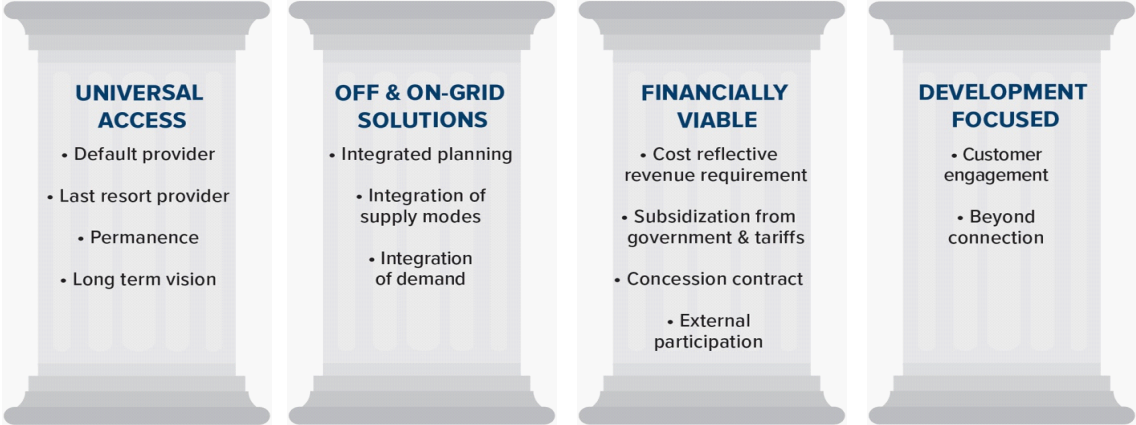 UNIVERSAL
ACCESS
• Default provider
• Last resort provider
• Permanence
• Long term vision
OFF & ON-GRID
SOLUTIONS
• Integrated planning
• Integration of
supply modes
• Integration
of demand
FINANCIALLY
VIABLE
• Cost reflective
revenue requirement
• Subsidization from
government & tariffs
• Concession contract
• External
participation
DEVELOPMENT
FOCUSED
• Customer
engagement
• Beyond
connection